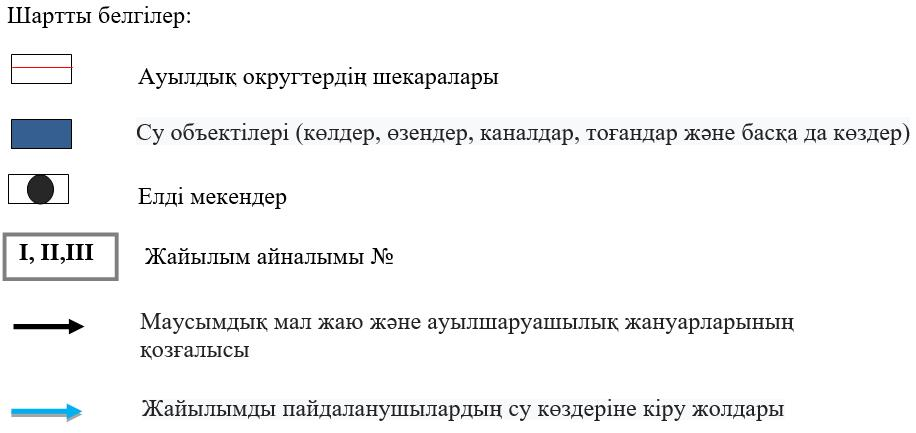 Шартты белгілер:
Ауылдық округтердің шекаралары
Су объектілері (көлдер, өзендер, каналдар, тоғандар және басқа да көздер)
Елді мекендер
I, II,III Жайылым айналымы №
Маусымдық мал жаю және ауылшаруашылық жануарларының
қозғалысы
Жайылымды пайдаланушылардың су көздеріне кіру жолдары